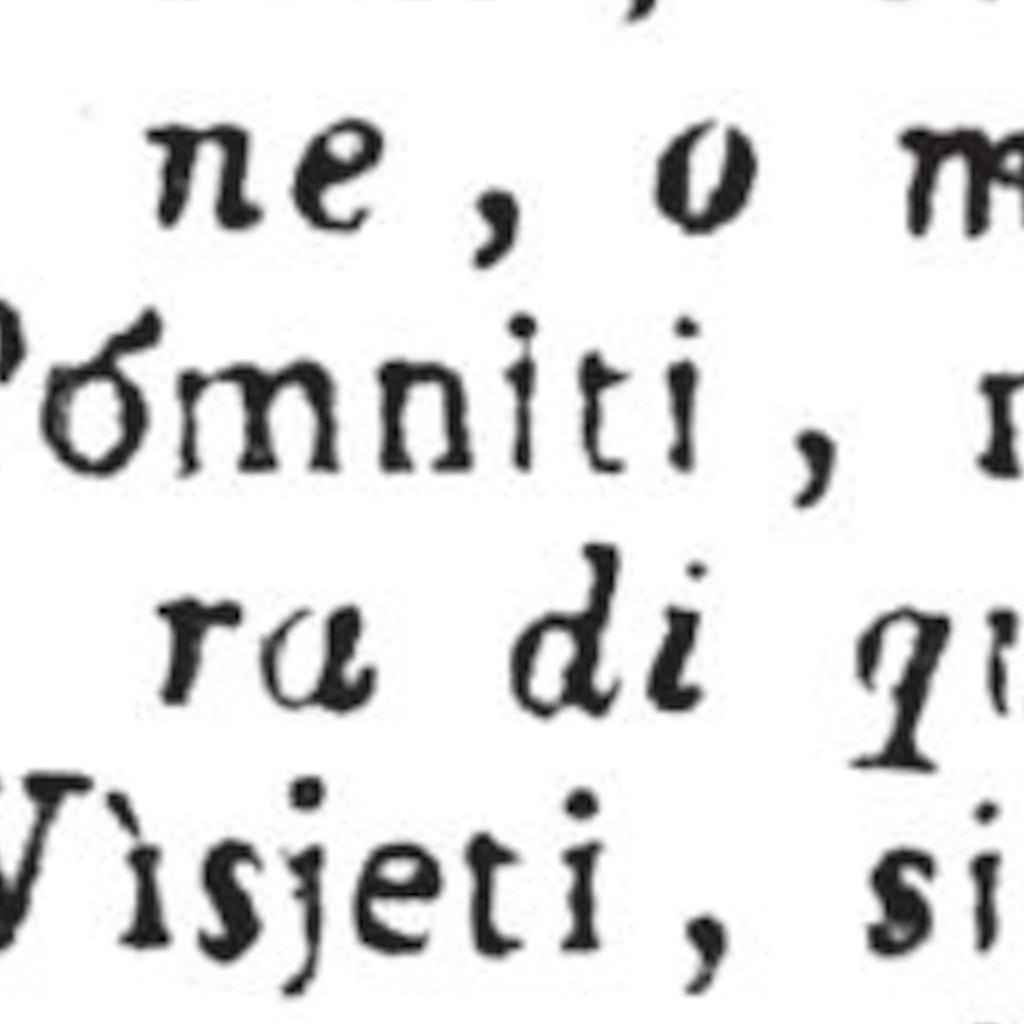 ne, o
ómniti,
ra di
Vìsjeti, si